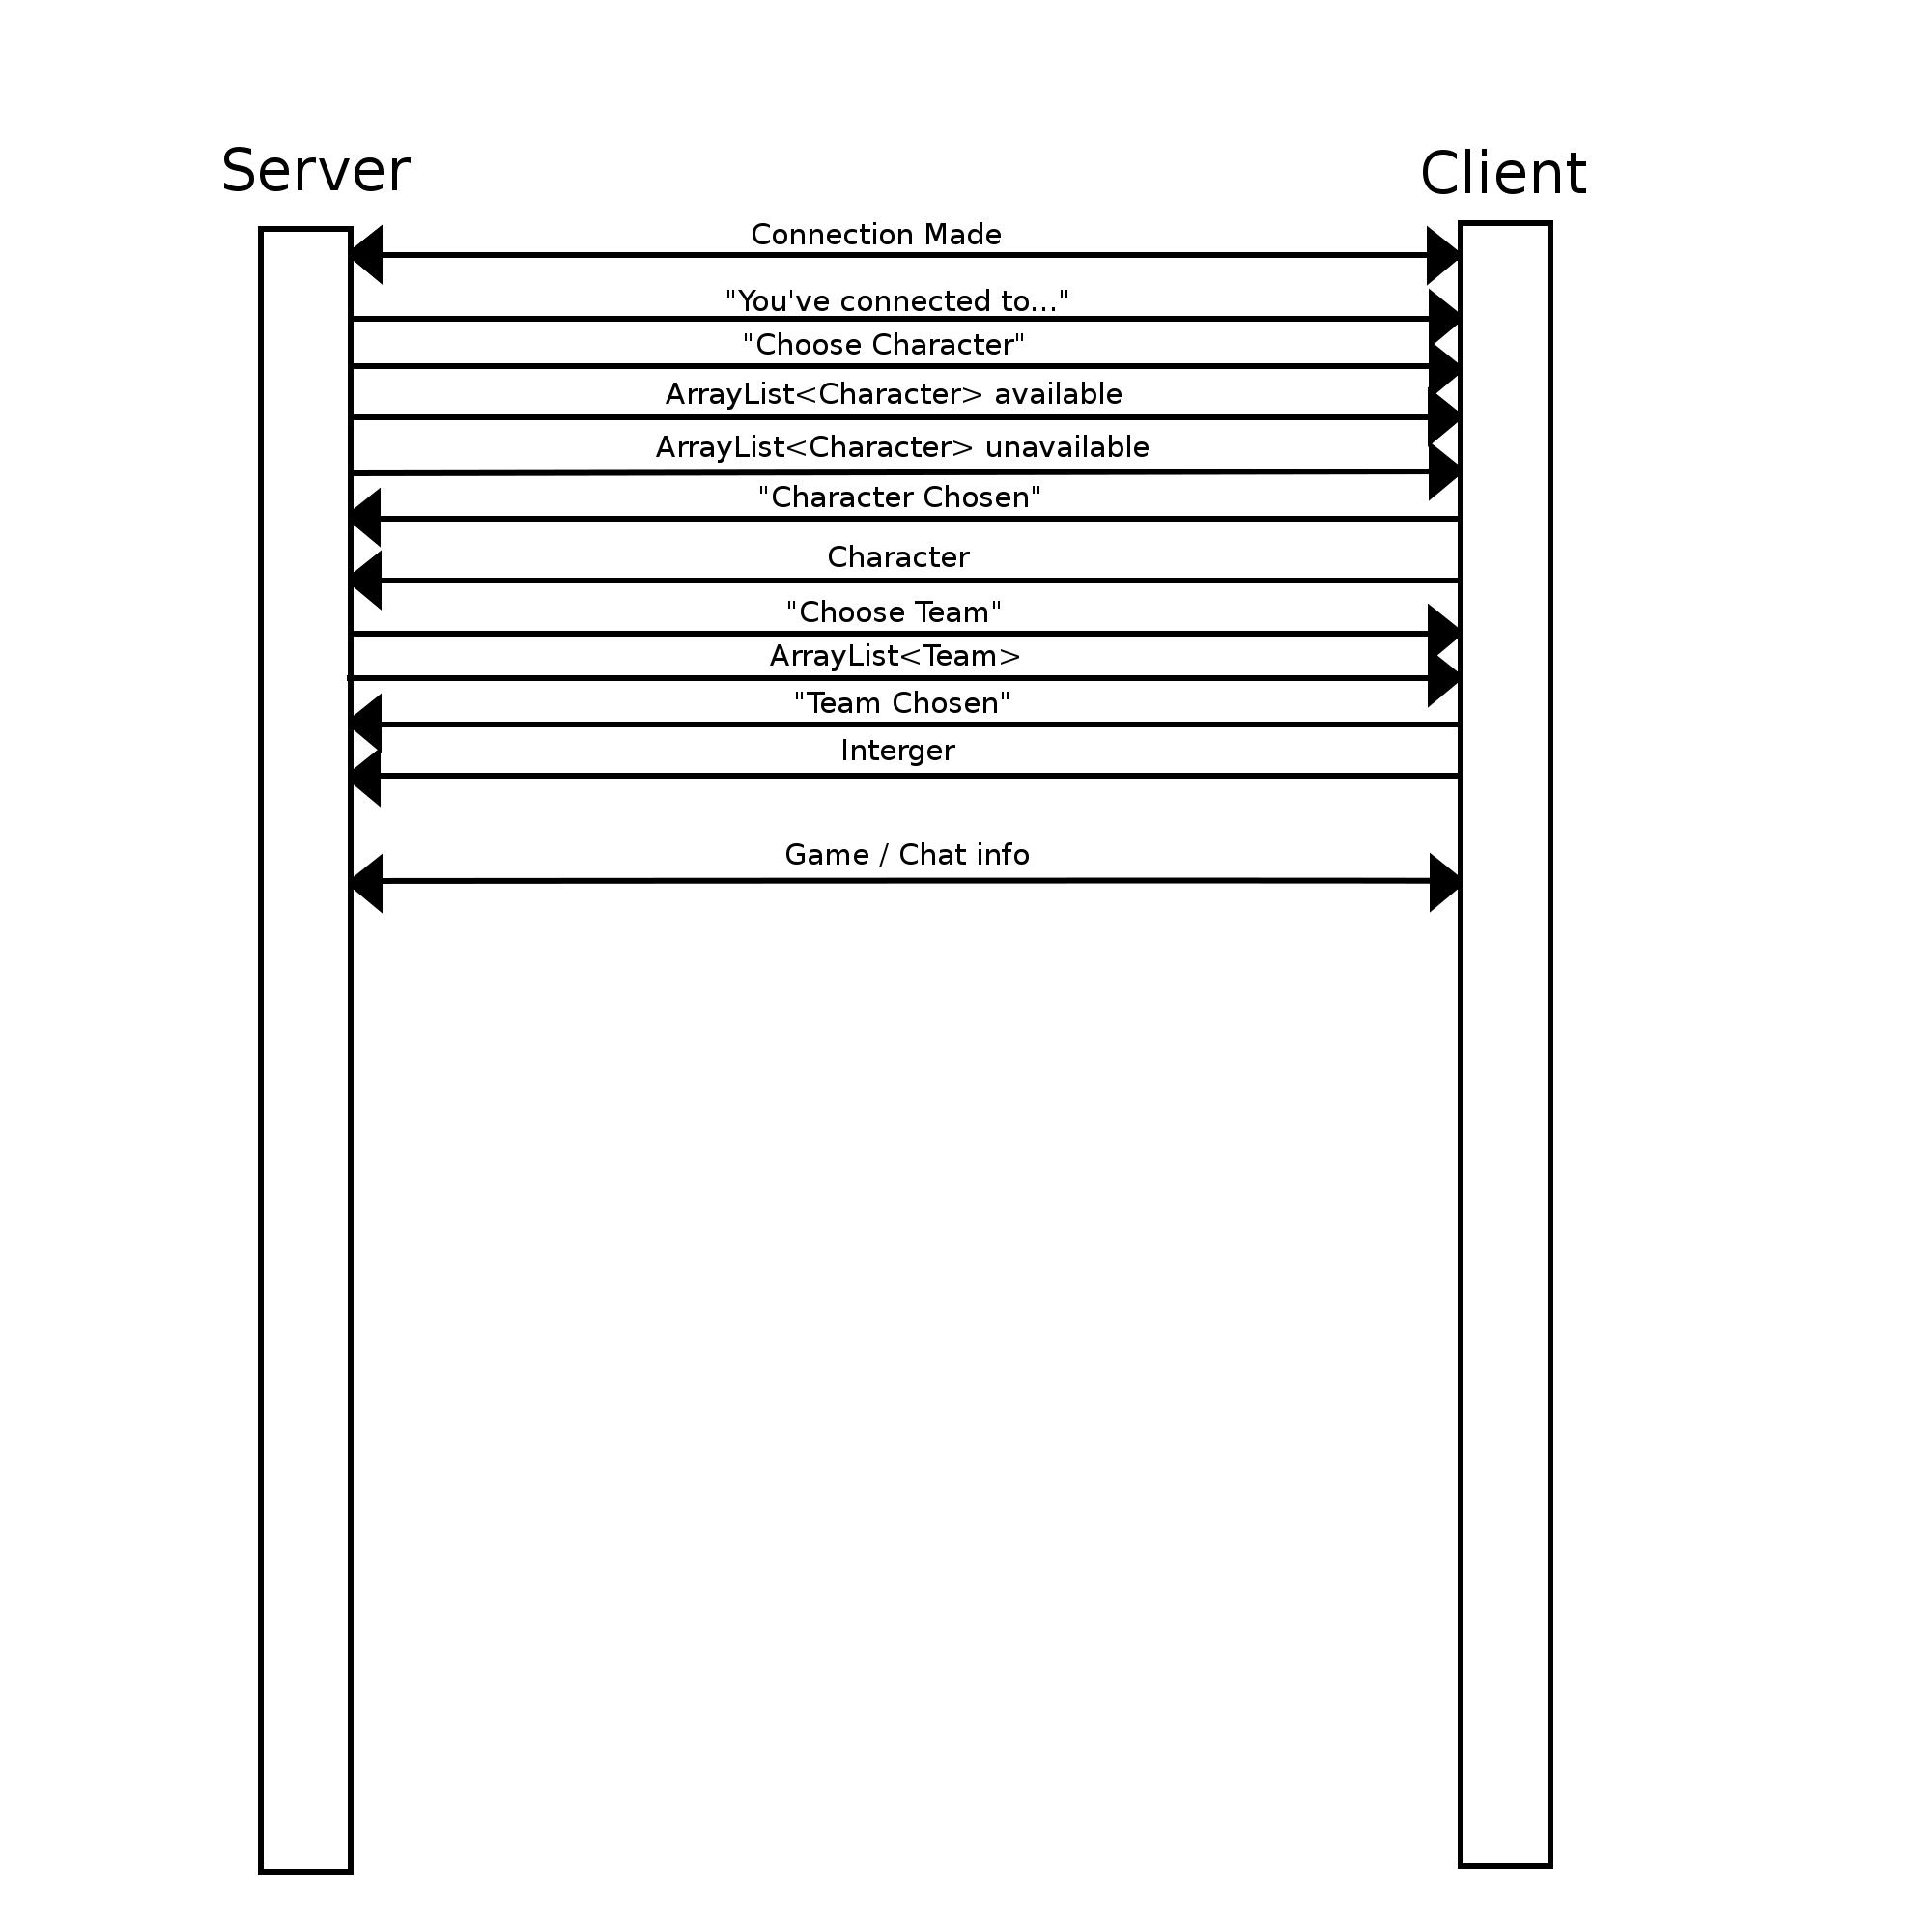 Server
Client
Connection Made
"You've connected to..."
"Choose Character"
ArrayList<Character> available
ArrayList<Character> unavailable
"Character Chosen"
Character
"Choose Team"
ArrayList<Team>
"Team Chosen"
Interger
Game / Chat info